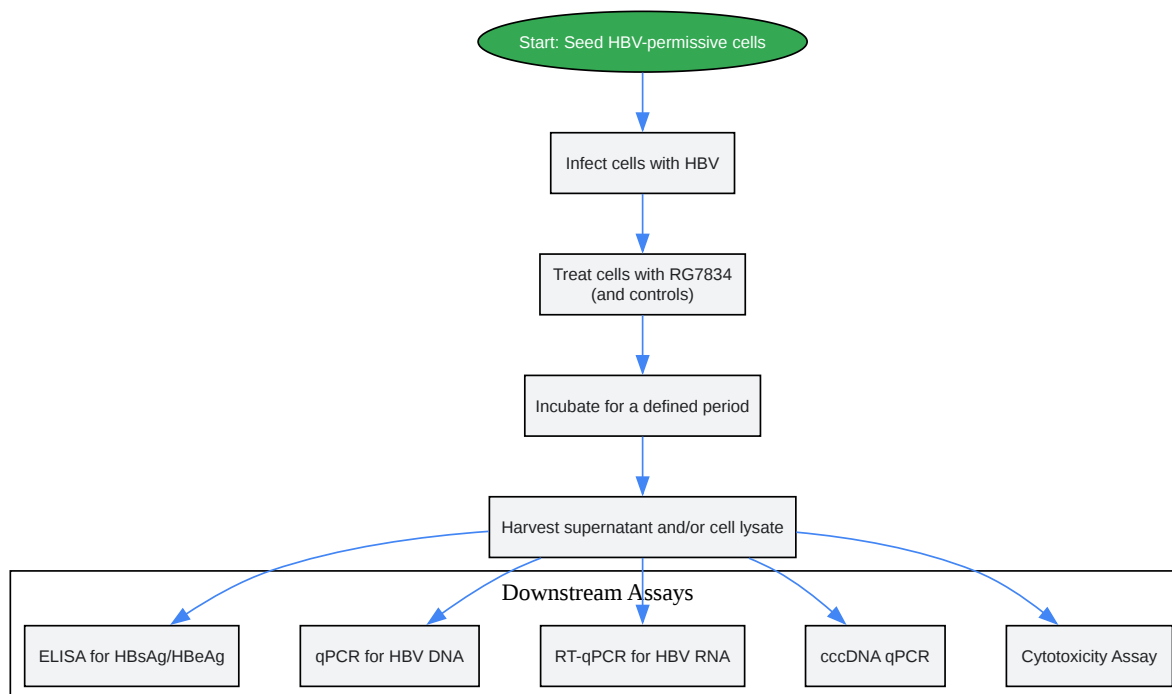 Start: Seed HBV-permissive cells
Infect cells with HBV
Treat cells with RG7834
(and controls)
Incubate for a defined period
Harvest supernatant and/or cell lysate
Downstream Assays
ELISA for HBsAg/HBeAg
qPCR for HBV DNA
RT-qPCR for HBV RNA
cccDNA qPCR
Cytotoxicity Assay